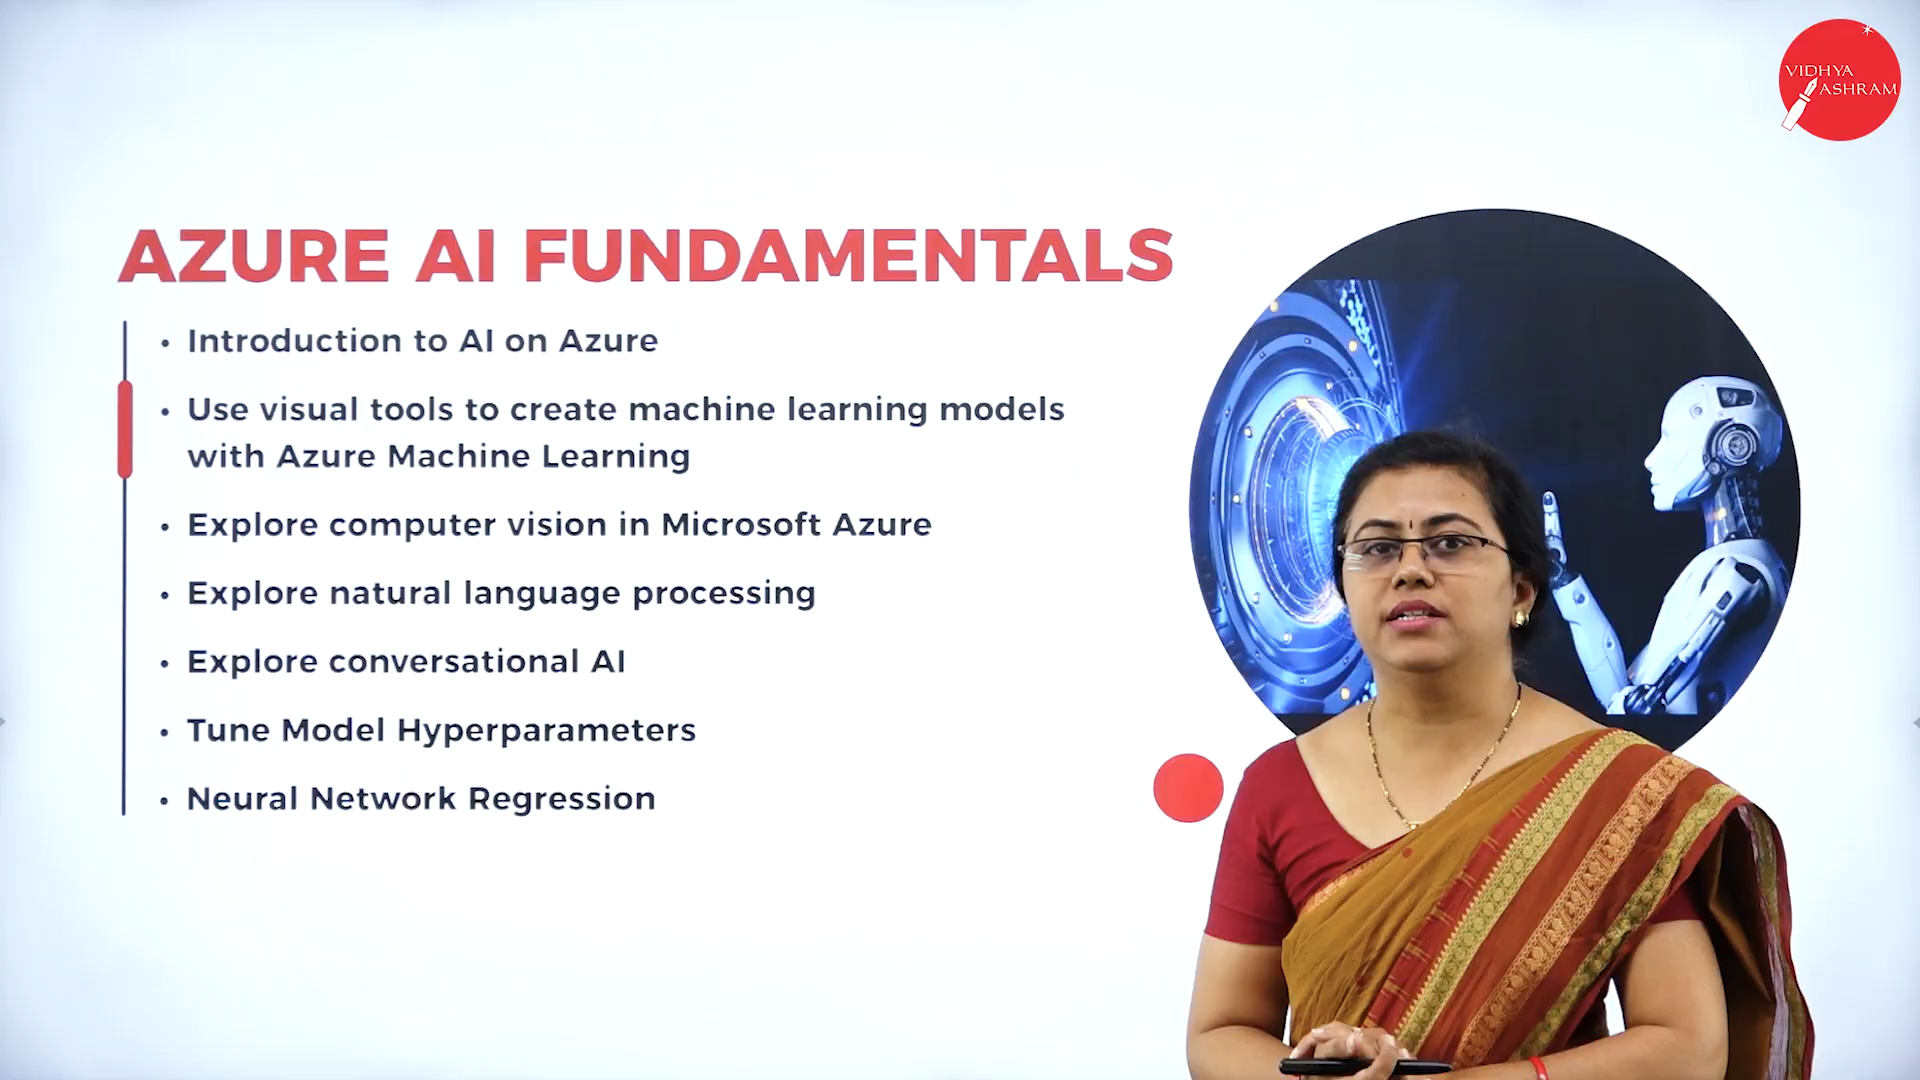 VIDHYA
ASHRAM
AZURE AI FUNDAMENTALS
• Introduction to AI on Azure
• Use visual tools to create machine learning models
with Azure Machine Learning
• Explore computer vision in Microsoft Azure
• Explore natural language processing
• Explore conversational AI
• Tune Model Hyperparameters
• Neural Network Regression